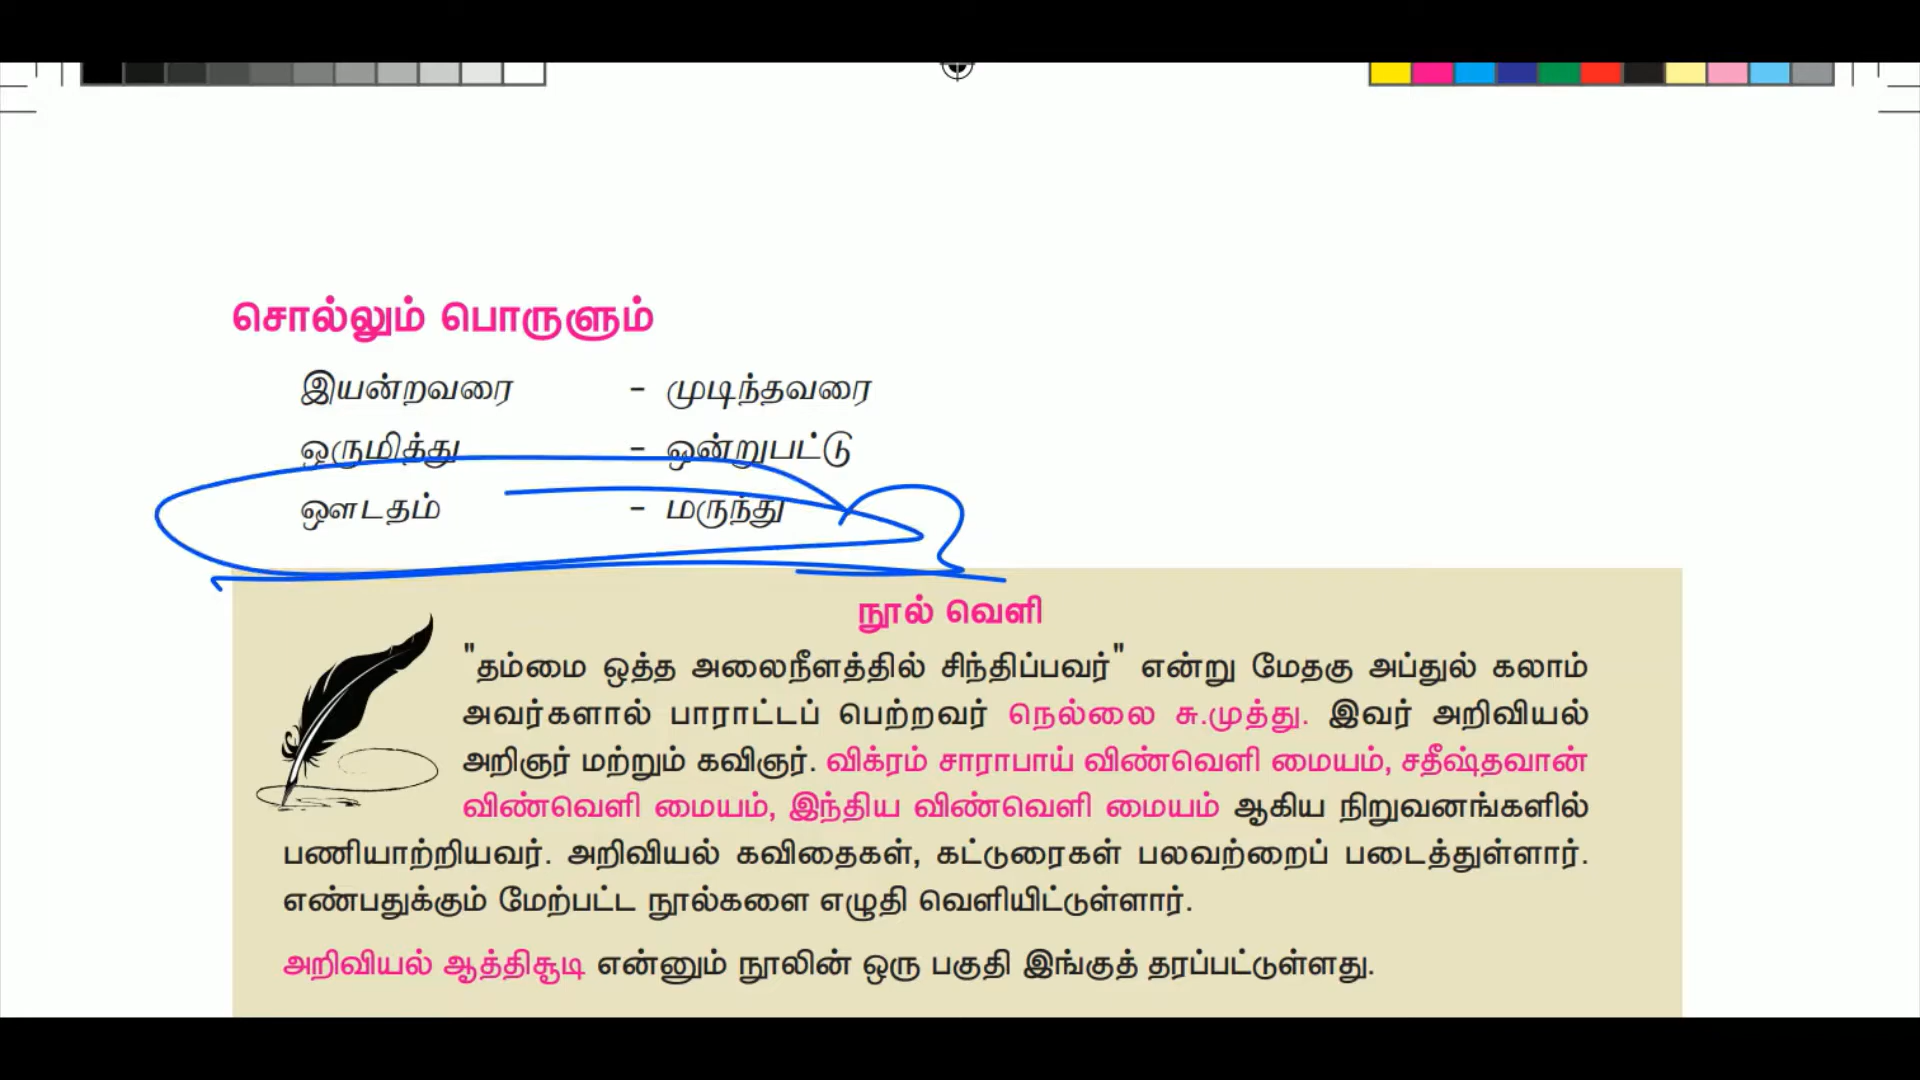 சொல்லும் பொருளும்
இயன்றவரை - முடிந்தவரை
ஒருமித்து - ஒன்றுபட்டு
ஔடதம் - மருந்து
நூல் வெளி
"தம்மை ஒத்த அலைநீளத்தில் சிந்திப்பவர்" என்று மேதகு அப்துல் கலாம்
அவர்களால் பாராட்டப் பெற்றவர் நெல்லை சு.முத்து. இவர் அறிவியல்
அறிஞர் மற்றும் கவிஞர். விக்ரம் சாராபாய் விண்வெளி மையம், சதீஷ்தவான்
விண்வெளி மையம், இந்திய விண்வெளி மையம் ஆகிய நிறுவனங்களில்
பணியாற்றியவர். அறிவியல் கவிதைகள், கட்டுரைகள் பலவற்றைப் படைத்துள்ளார்.
எண்பதுக்கும் மேற்பட்ட நூல்களை எழுதி வெளியிட்டுள்ளார்.
அறிவியல் ஆத்திசூடி என்னும் நூலின் ஒரு பகுதி இங்குத் தரப்பட்டுள்ளது.